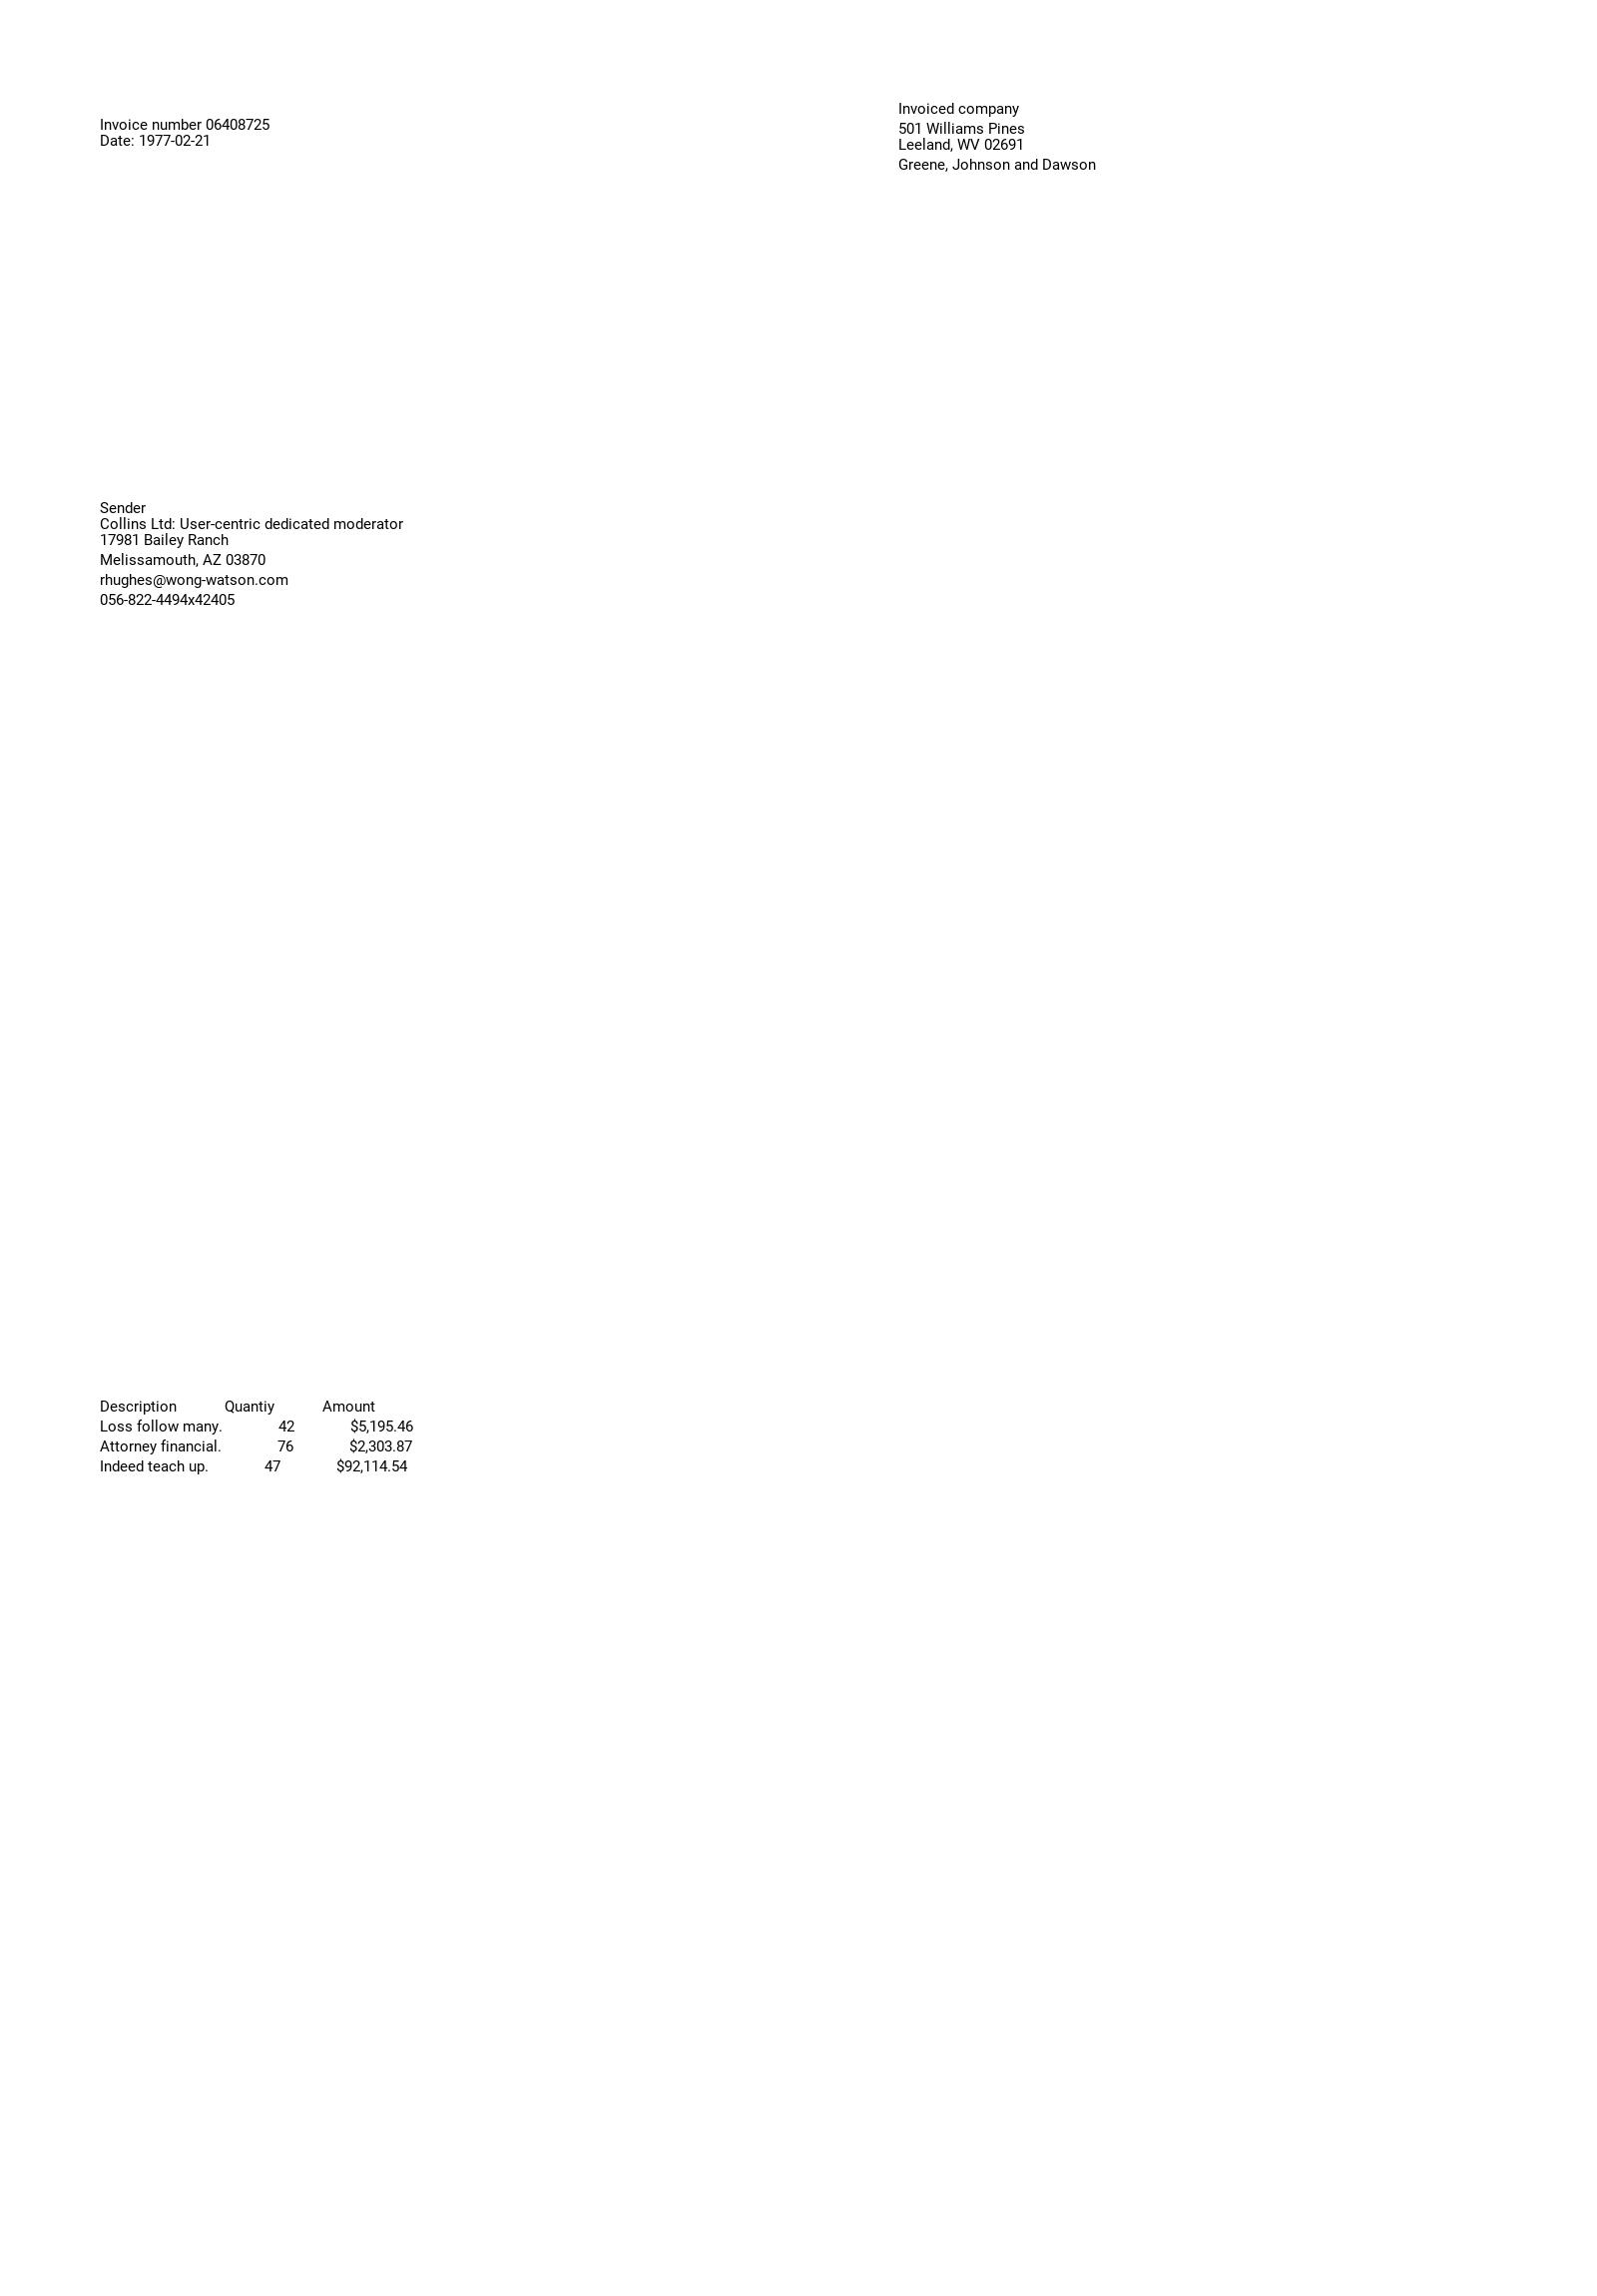 Invoice number 06408725
Date: 1977-02-21
Invoiced company
501 Williams Pines
Leeland, WV 02691
Greene, Johnson and Dawson
Sender
Collins Ltd: User-centric dedicated moderator
17981 Bailey Ranch
Melissamouth, AZ 03870
rhughes@wong-watson.com
056-822-4494x42405
Description Quantiy Amount
Loss follow many. 42 $5,195.46
Attorney financial. 76 $2,303.87
Indeed teach up. 47 $92,114.54